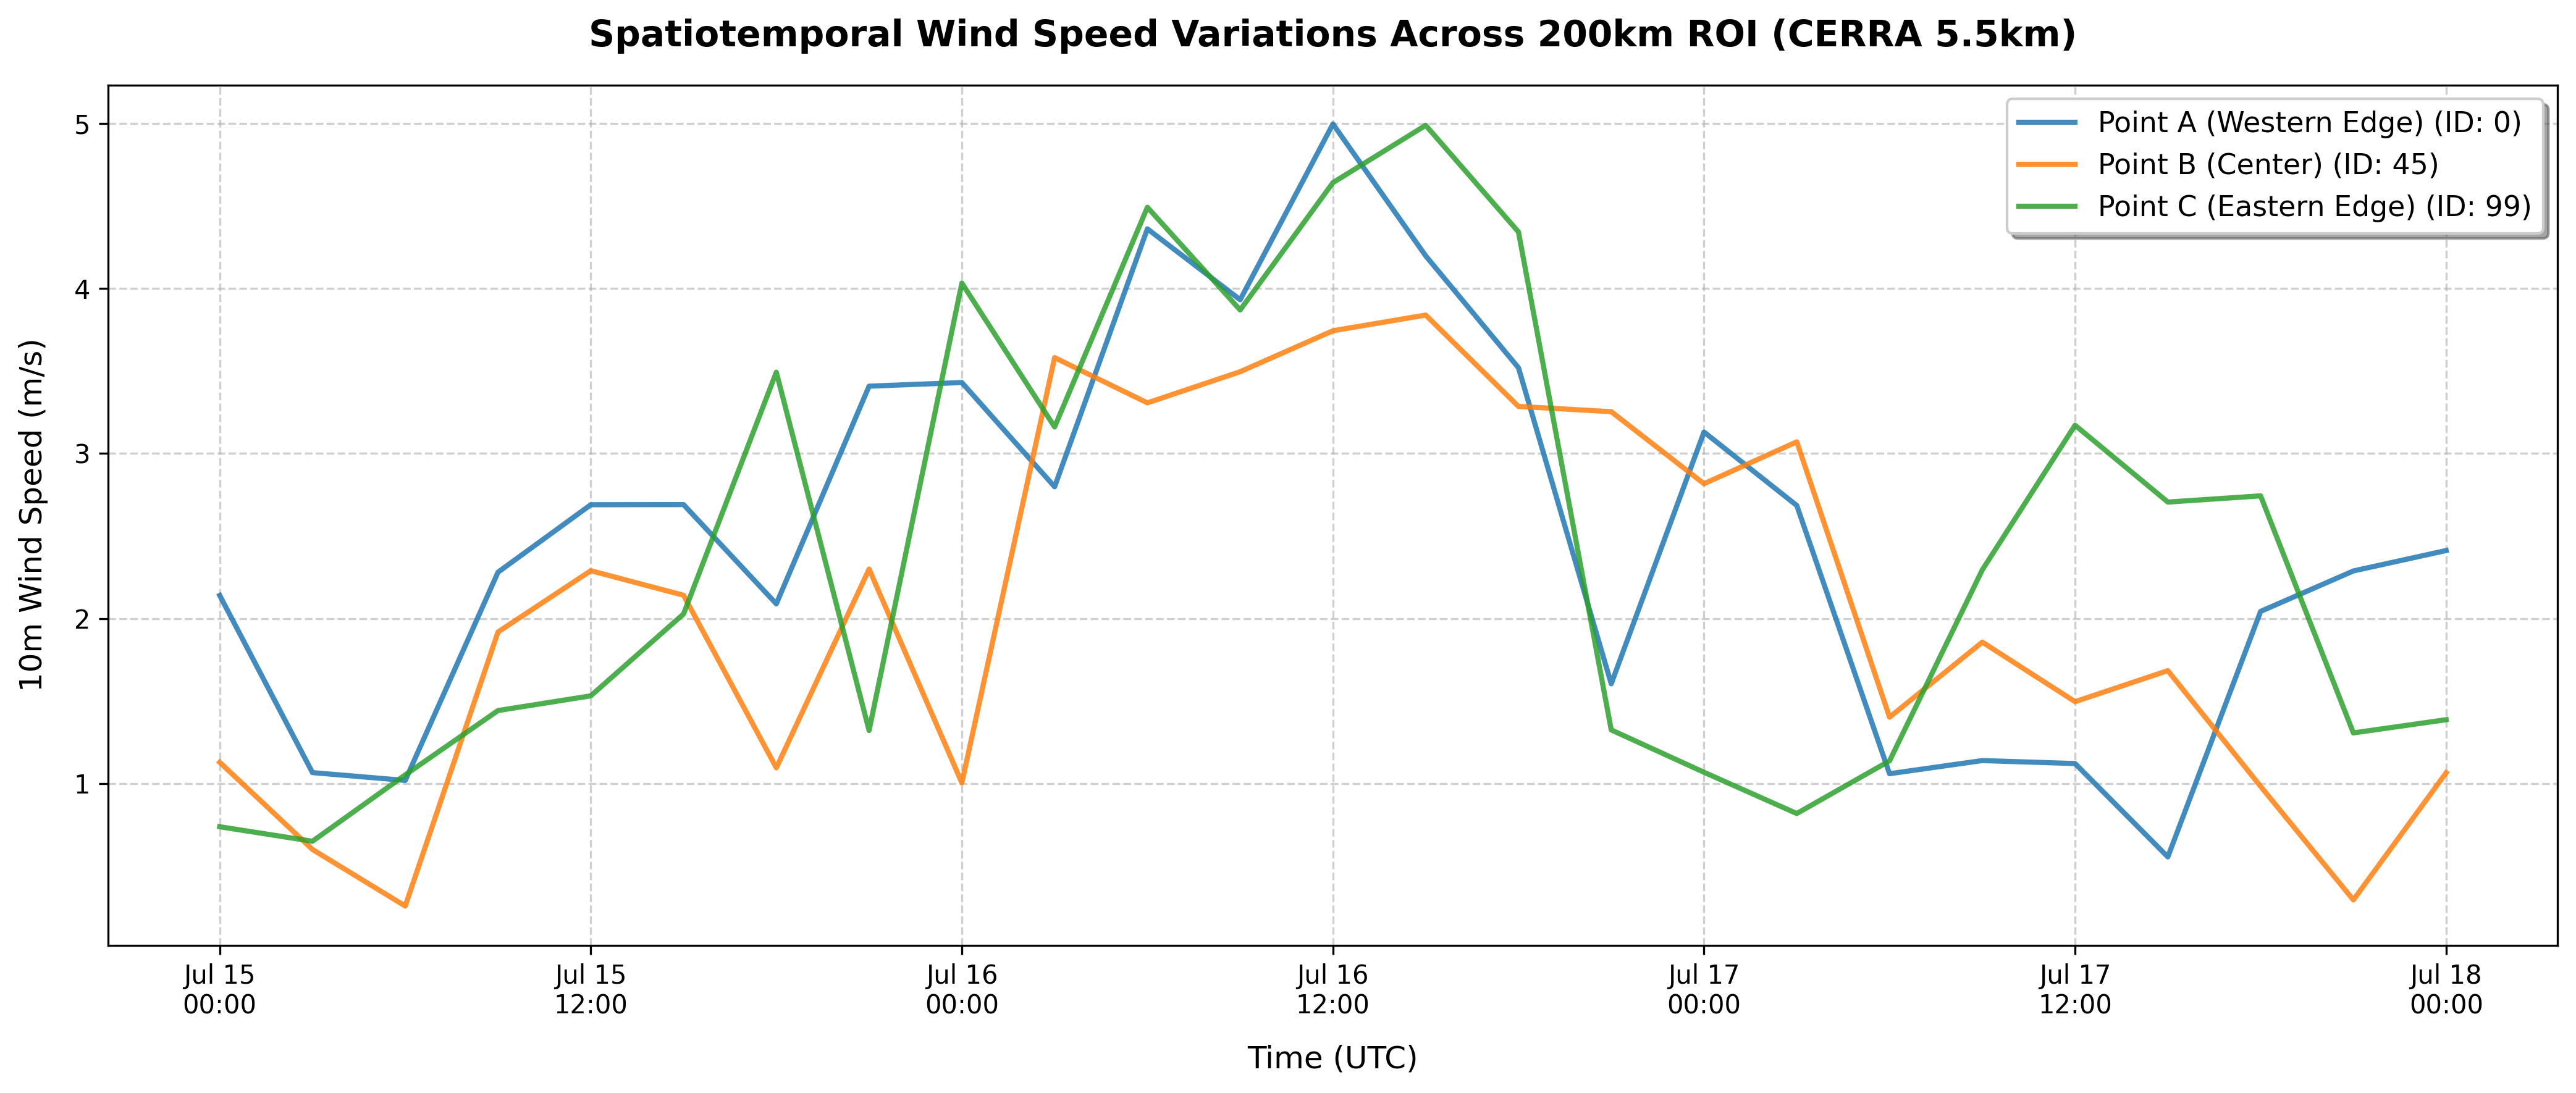 Spatiotemporal Wind Speed Variations Across 200km ROI (CERRA 5.5km)
Point A (Western Edge) (ID: 0)
Point B (Center) (ID: 45)
Point C (Eastern Edge) (ID: 99)
10m Wind Speed (m/s)
5
4
3
2
1
Jul 15
00:00
Jul 15
12:00
Jul 16
00:00
Jul 16
12:00
Jul 17
00:00
Jul 17
12:00
Jul 18
00:00
Time (UTC)